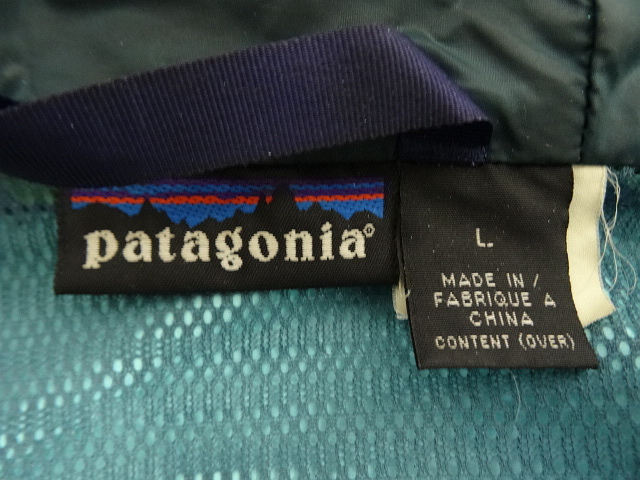 patagonia®
L.
MADE IN /
FABRIQUE A
CHINA
CONTENT (OVER)